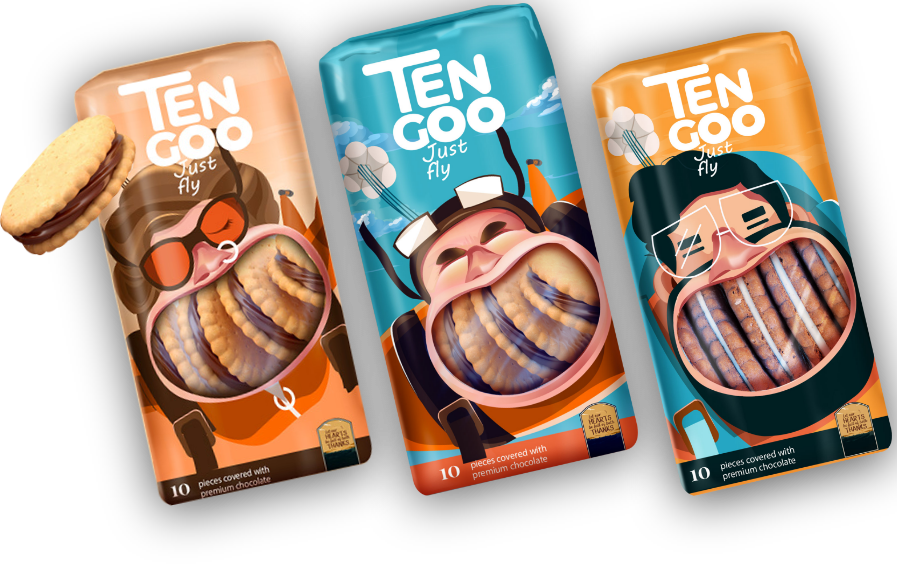 TEN
GOO
Just
fly
10 pieces covered with
premium chocolate
TEN
GOO
Just
fly
10 pieces covered with
premium chocolate
TEN
GOO
Just
fly
10 pieces covered with
premium chocolate